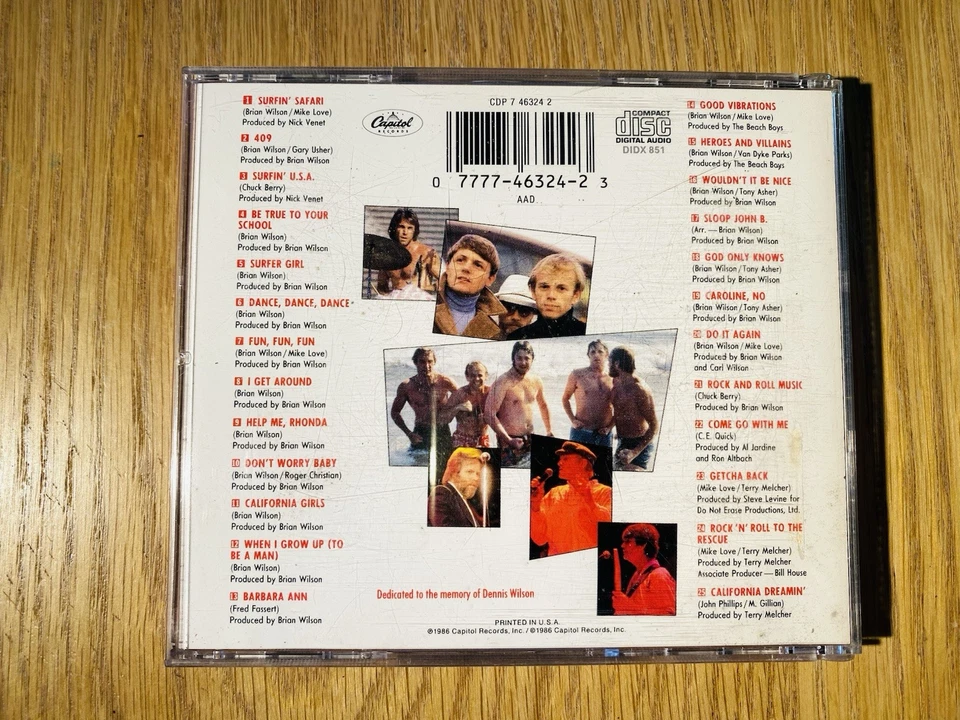 1 SURFIN' SAFARI
(Brian Wilson / Mike Love)
Produced by Nick Venet
2 409
(Brian Wilson / Gary Usher)
Produced by Brian Wilson
3 SURFIN' U.S.A.
(Chuck Berry)
Produced by Nick Venet
4 BE TRUE TO YOUR
SCHOOL
(Brian Wilson)
Produced by Brian Wilson
5 SURFER GIRL
(Brian Wilson)
Produced by Brian Wilson
6 DANCE, DANCE, DANCE
(Brian Wilson)
Produced by Brian Wilson
7 FUN, FUN, FUN
(Brian Wilson / Mike Love)
Produced by Brian Wilson
8 I GET AROUND
(Brian Wilson)
Produced by Brian Wilson
9 HELP ME, RHONDA
(Brian Wilson)
Produced by Brian Wilson
10 DON'T WORRY BABY
(Brian Wilson / Roger Christian)
Produced by Brian Wilson
11 CALIFORNIA GIRLS
(Brian Wilson)
Produced by Brian Wilson
12 WHEN I GROW UP (TO
BE A MAN)
(Brian Wilson)
Produced by Brian Wilson
13 BARBARA ANN
(Fred Fassert)
Produced by Brian Wilson
Capitol
RECORDS
CDP 7 46324 2
0 7777-46324-2 3
AAD
COMPACT
disc
DIGITAL AUDIO
DIDX 851
14 GOOD VIBRATIONS
(Brian Wilson / Mike Love)
Produced by The Beach Boys
15 HEROES AND VILLAINS
(Brian Wilson / Van Dyke Parks)
Produced by The Beach Boys
16 WOULDN'T IT BE NICE
(Brian Wilson / Tony Asher)
Produced by Brian Wilson
17 SLOOP JOHN B.
(Arr. — Brian Wilson)
Produced by Brian Wilson
18 GOD ONLY KNOWS
(Brian Wilson / Tony Asher)
Produced by Brian Wilson
19 CAROLINE, NO
(Brian Wilson / Tony Asher)
Produced by Brian Wilson
20 DO IT AGAIN
(Brian Wilson / Mike Love)
Produced by Brian Wilson
and Carl Wilson
21 ROCK AND ROLL MUSIC
(Chuck Berry)
Produced by Brian Wilson
22 COME GO WITH ME
(C.E. Quick)
Produced by Al Jardine
and Ron Altbach
23 GETCHA BACK
(Mike Love / Terry Melcher)
Produced by Steve Levine for
Do Not Erase Productions, Ltd.
24 ROCK 'N' ROLL TO THE
RESCUE
(Mike Love / Terry Melcher)
Produced by Terry Melcher
Associate Producer — Bill House
25 CALIFORNIA DREAMIN'
(John Phillips / M. Gillian)
Produced by Terry Melcher
Dedicated to the memory of Dennis Wilson
PRINTED IN U.S.A.
℗1986 Capitol Records, Inc. / ©1986 Capitol Records, Inc.